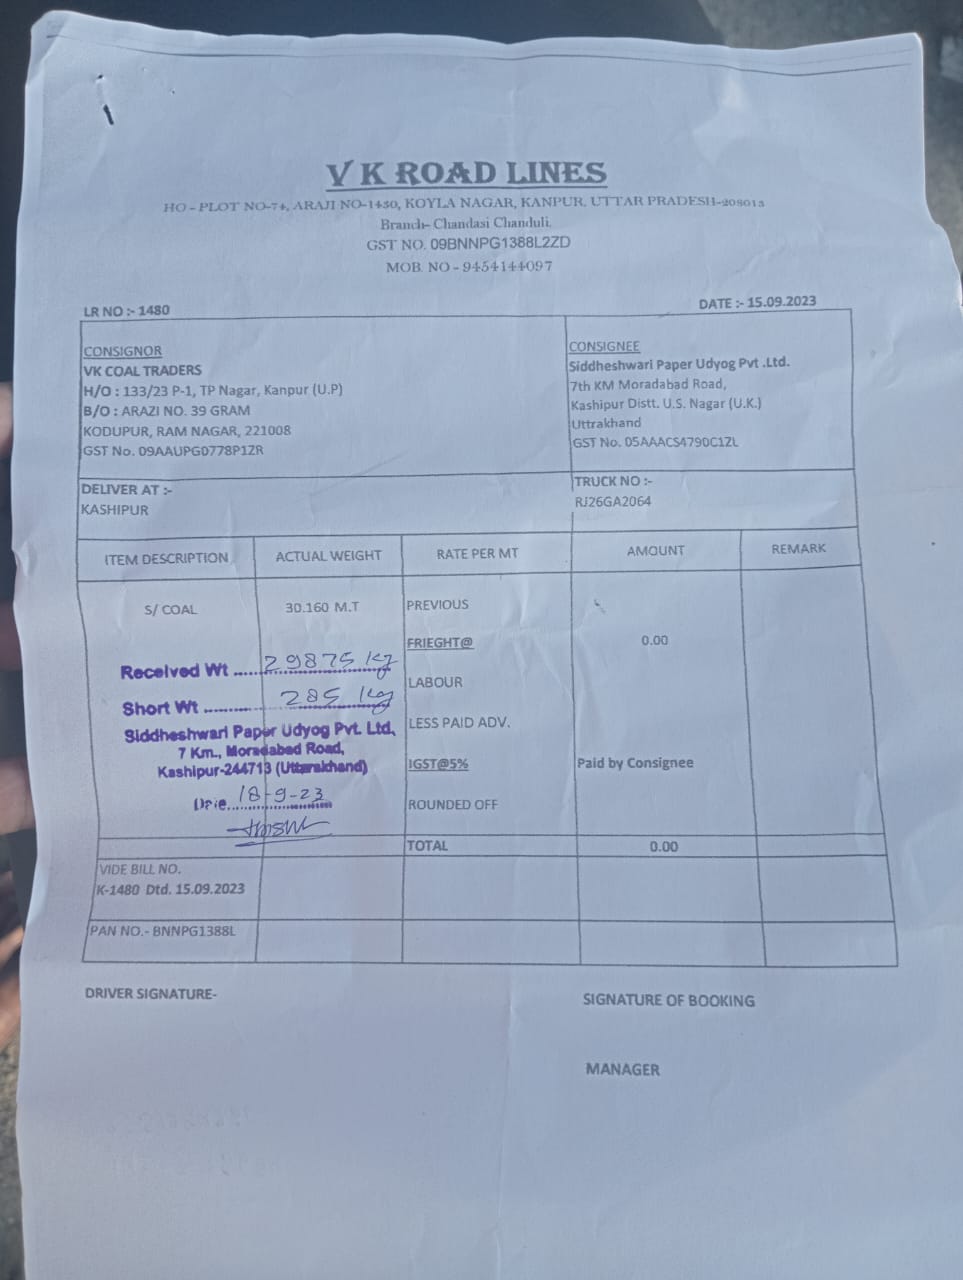 V K ROAD LINES
HO - PLOT NO-74, ARAJI NO-1450, KOYLA NAGAR, KANPUR, UTTAR PRADESH-208015
Branch- Chandasi Chanduli.
GST NO. 09BNNPG1388L2ZD
MOB. NO - 9454144097
LR NO :- 1480
DATE :- 15.09.2023
CONSIGNOR
VK COAL TRADERS
H/O : 133/23 P-1, TP Nagar, Kanpur (U.P)
B/O : ARAZI NO. 39 GRAM
KODUPUR, RAM NAGAR, 221008
GST No. 09AAUPG0778P1ZR
CONSIGNEE
Siddheshwari Paper Udyog Pvt .Ltd.
7th KM Moradabad Road,
Kashipur Distt. U.S. Nagar (U.K.)
Uttrakhand
GST No. 05AAACS4790C1ZL
DELIVER AT :-
KASHIPUR
TRUCK NO :-
RJ26GA2064
ITEM DESCRIPTION ACTUAL WEIGHT RATE PER MT AMOUNT REMARK
S/ COAL 30.160 M.T PREVIOUS
FRIEGHT@ 0.00
Received Wt ..... 29875 Kg
LABOUR
Short Wt ........... 285 Kg
LESS PAID ADV.
Siddheshwari Paper Udyog Pvt. Ltd,
7 Km., Moradabad Road,
Kashipur-244713 (Uttarakhand)
IGST@5% Paid by Consignee
18-9-23
ROUNDED OFF
TOTAL 0.00
VIDE BILL NO.
K-1480 Dtd. 15.09.2023
PAN NO.- BNNPG1388L
DRIVER SIGNATURE-
SIGNATURE OF BOOKING
MANAGER